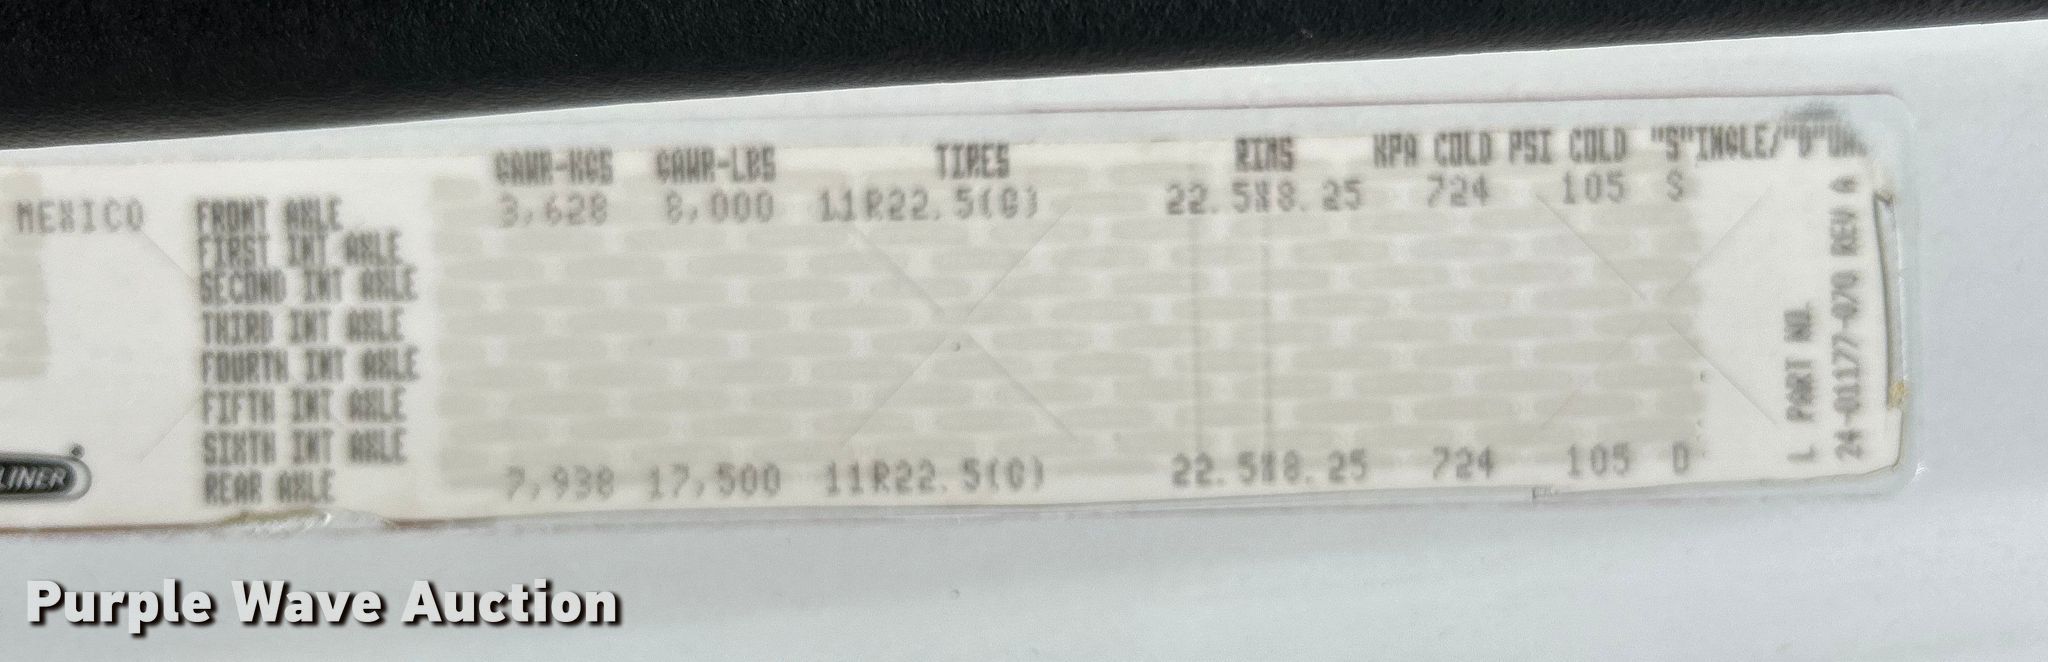 GAWR-KGS GAWR-LBS TIRES RIMS KPA COLD PSI COLD "S"INGLE/"D"UAL
MEXICO FRONT AXLE 3,628 8,000 11R22.5(G) 22.5X8.25 724 105 S
FIRST INT AXLE
SECOND INT AXLE
THIRD INT AXLE
FOURTH INT AXLE
FIFTH INT AXLE
SIXTH INT AXLE
REAR AXLE 7,938 17,500 11R22.5(G) 22.5X8.25 724 105 D
L PART NO.
24-01177-070 REV A
LINER
Purple Wave Auction